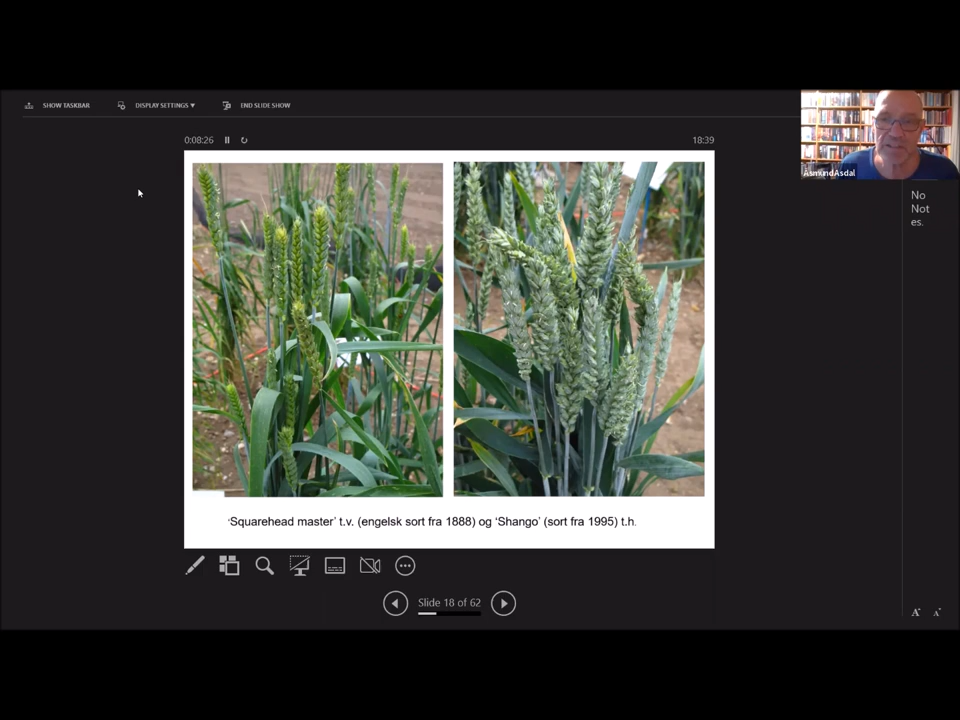 SHOW TASKBAR
DISPLAY SETTINGS ▼
END SLIDE SHOW
0:08:26
18:39
ÅsmundAsdal
No
Not
es.
'Squarehead master' t.v. (engelsk sort fra 1888) og 'Shango' (sort fra 1995) t.h.
Slide 18 of 62
A
A